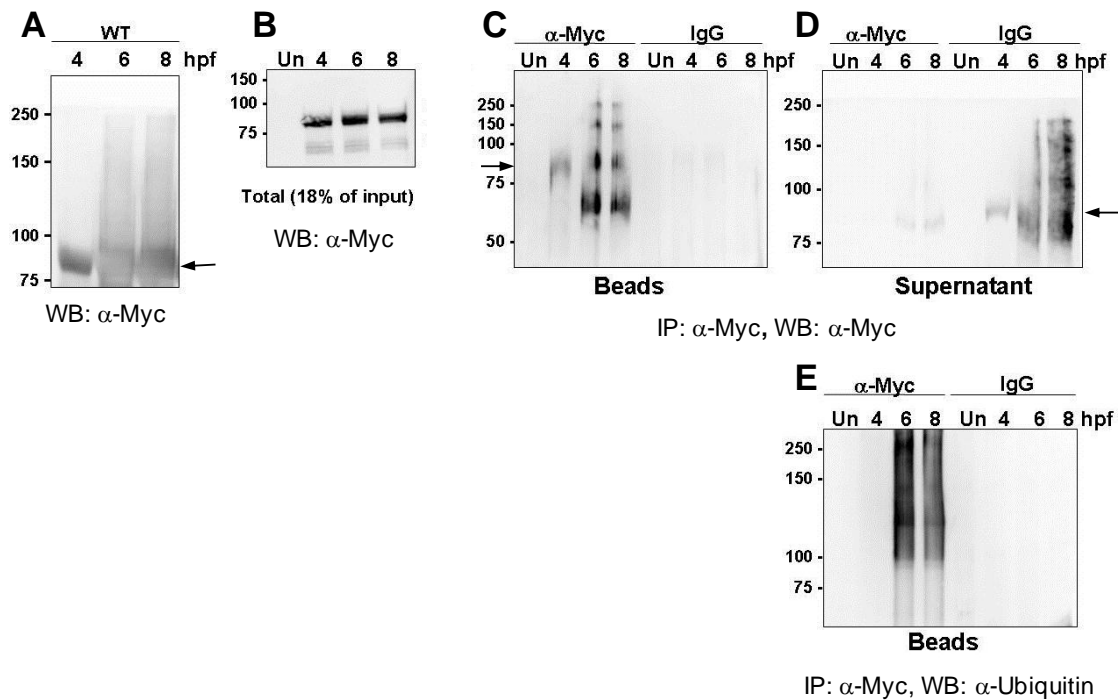 A
WT
4 6 8 hpf
250
150
100
75
WB: α-Myc
B
Un 4 6 8 hpf
150
100
75
Total (18% of input)
WB: α-Myc
C
α-Myc IgG
Un 4 6 8 Un 4 6 8 hpf
250
150
100
75
50
Beads
D
α-Myc IgG
Un 4 6 8 Un 4 6 8 hpf
250
150
100
75
Supernatant
IP: α-Myc, WB: α-Myc
E
α-Myc IgG
Un 4 6 8 Un 4 6 8 hpf
250
150
100
75
Beads
IP: α-Myc, WB: α-Ubiquitin